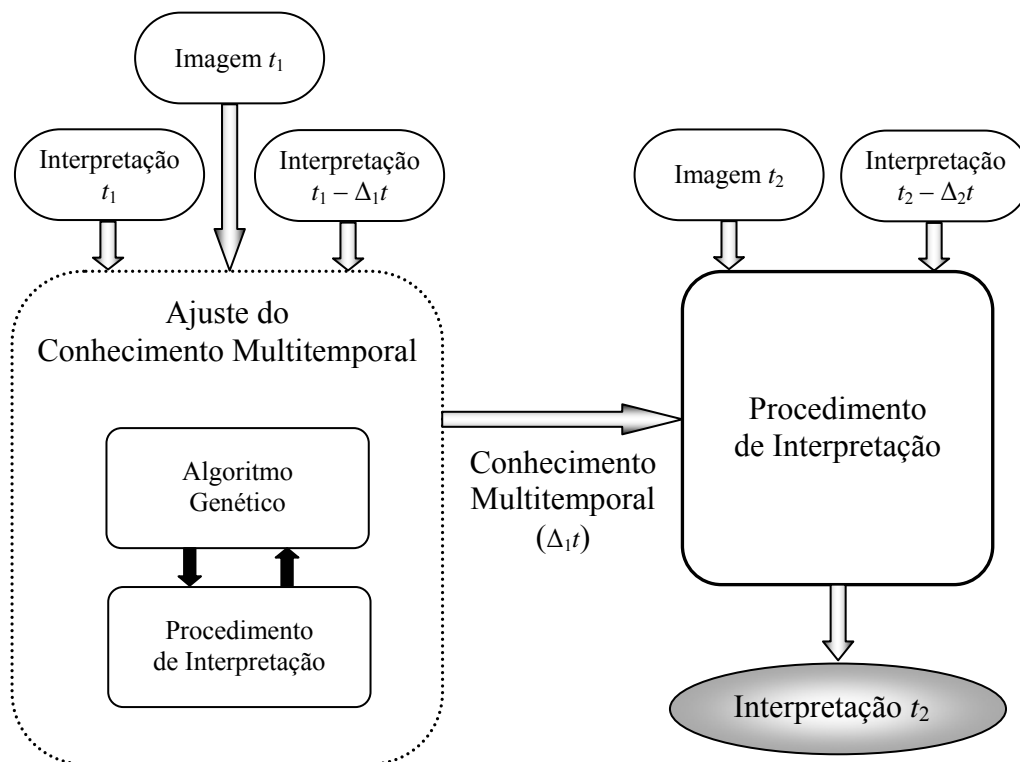 Imagem t₁
Interpretação
t₁
Interpretação
t₁ – Δ₁t
Imagem t₂
Interpretação
t₂ – Δ₂t
Ajuste do
Conhecimento Multitemporal
Algoritmo
Genético
Procedimento
de Interpretação
Conhecimento
Multitemporal
(Δ₁t)
Procedimento
de Interpretação
Interpretação t₂